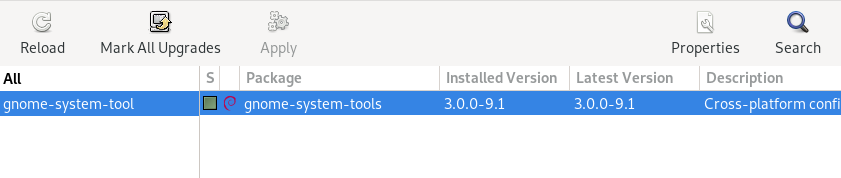 Reload Mark All Upgrades Apply Properties Search
All S Package Installed Version Latest Version Description
gnome-system-tool gnome-system-tools 3.0.0-9.1 3.0.0-9.1 Cross-platform confi